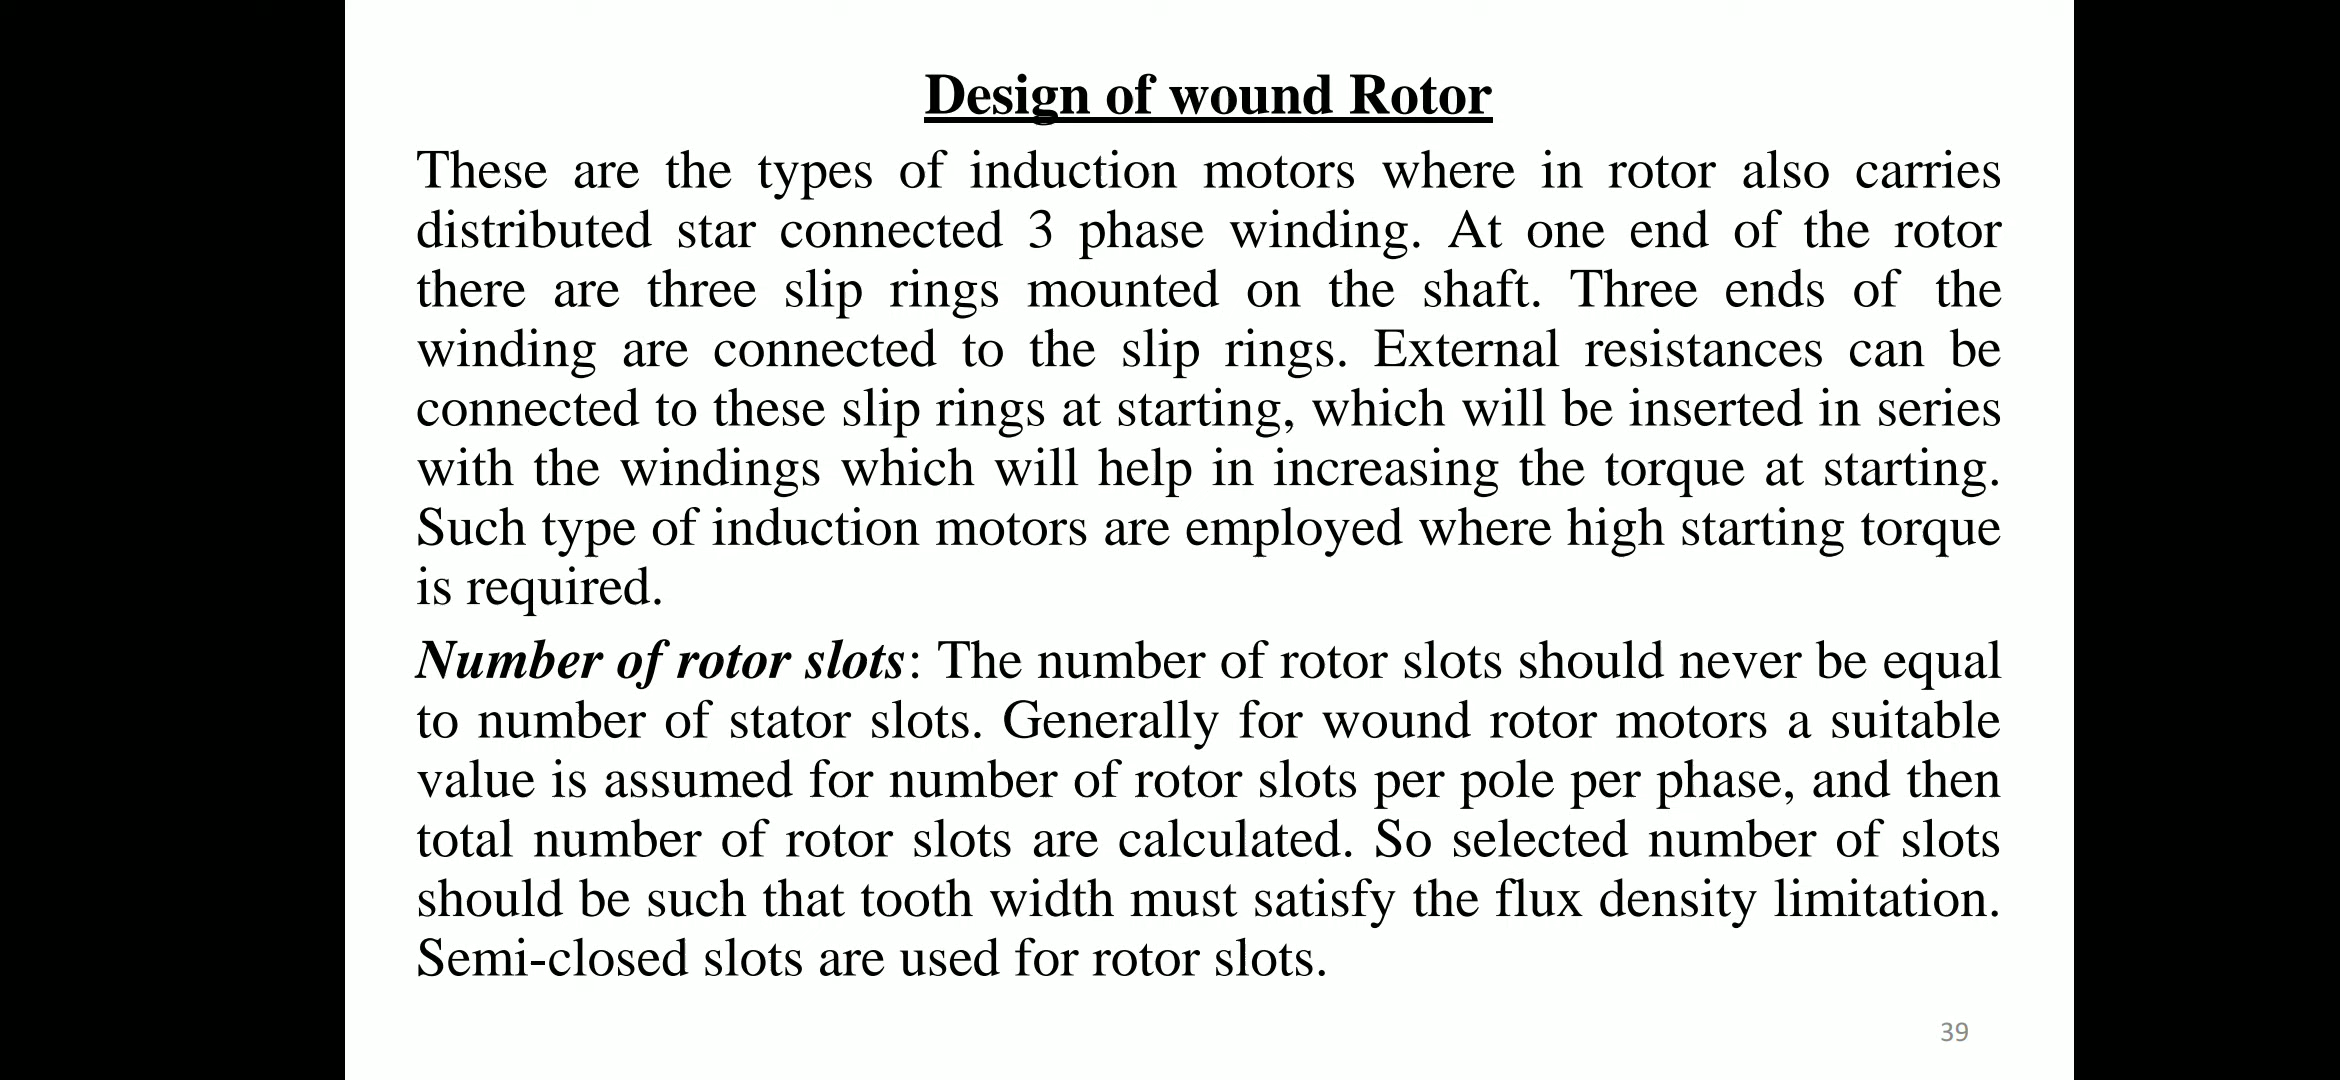 Design of wound Rotor
These are the types of induction motors where in rotor also carries
distributed star connected 3 phase winding. At one end of the rotor
there are three slip rings mounted on the shaft. Three ends of the
winding are connected to the slip rings. External resistances can be
connected to these slip rings at starting, which will be inserted in series
with the windings which will help in increasing the torque at starting.
Such type of induction motors are employed where high starting torque
is required.
Number of rotor slots: The number of rotor slots should never be equal
to number of stator slots. Generally for wound rotor motors a suitable
value is assumed for number of rotor slots per pole per phase, and then
total number of rotor slots are calculated. So selected number of slots
should be such that tooth width must satisfy the flux density limitation.
Semi-closed slots are used for rotor slots.
39